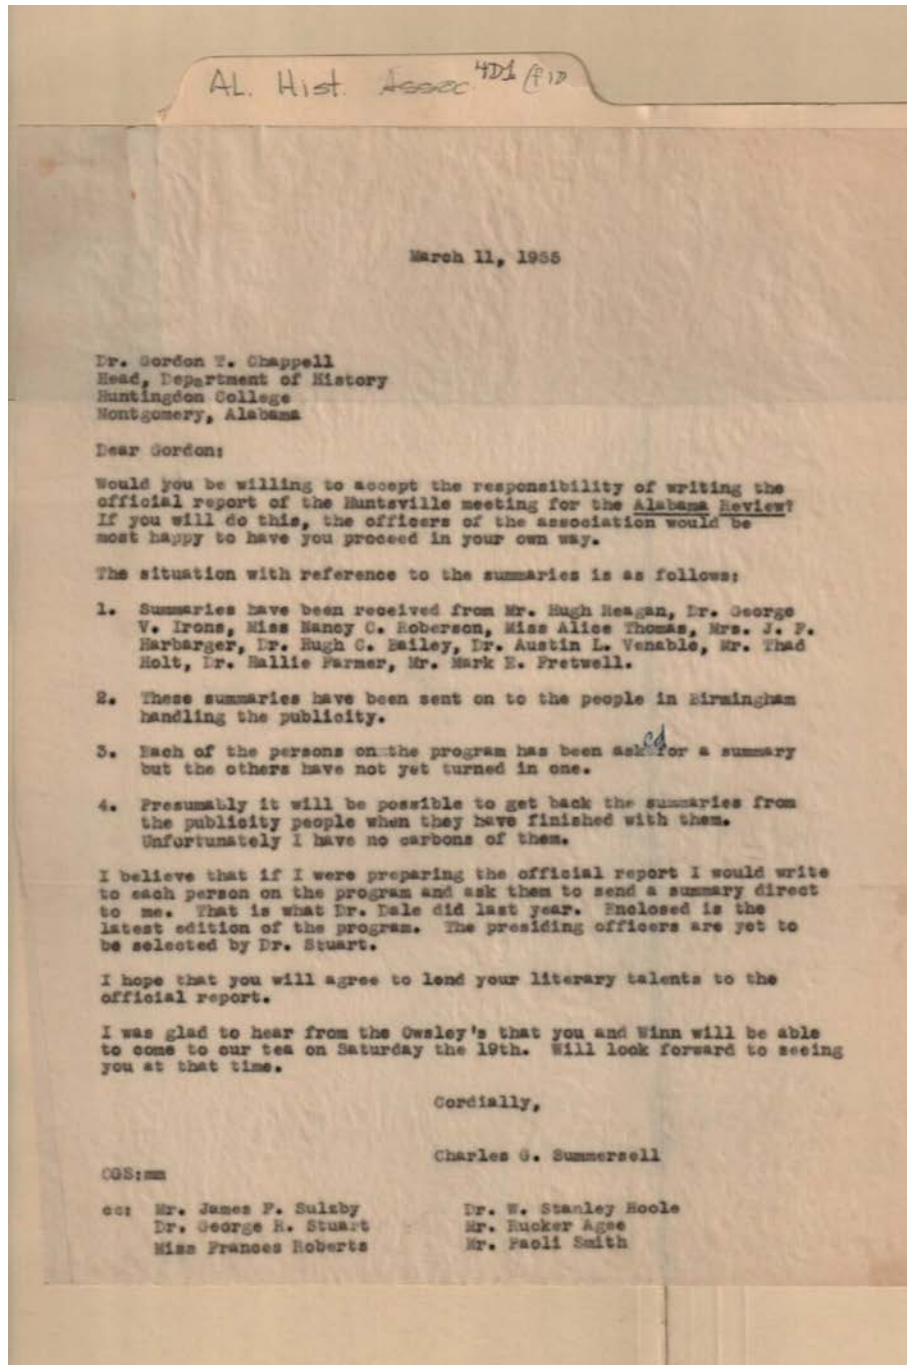 AL. Hist. Assoc 4D1 (f10
March 11, 1955
Dr. Gordon T. Chappell
Head, Department of History
Huntingdon College
Montgomery, Alabama
Dear Gordon:
Would you be willing to accept the responsibility of writing the
official report of the Huntsville meeting for the Alabama Review?
If you will do this, the officers of the association would be
most happy to have you proceed in your own way.
The situation with reference to the summaries is as follows:
1. Summaries have been received from Mr. Hugh Reagan, Dr. George
V. Irons, Miss Nancy C. Roberson, Miss Alice Thomas, Mrs. J. F.
Harbarger, Dr. Hugh C. Bailey, Dr. Austin L. Venable, Mr. Thad
Holt, Dr. Hallie Farmer, Mr. Mark E. Fretwell.
2. These summaries have been sent on to the people in Birmingham
handling the publicity.
3. Each of the persons on the program has been asked for a summary
but the others have not yet turned in one.
4. Presumably it will be possible to get back the summaries from
the publicity people when they have finished with them.
Unfortunately I have no carbons of them.
I believe that if I were preparing the official report I would write
to each person on the program and ask them to send a summary direct
to me. That is what Dr. Dale did last year. Enclosed is the
latest edition of the program. The presiding officers are yet to
be selected by Dr. Stuart.
I hope that you will agree to lend your literary talents to the
official report.
I was glad to hear from the Owsley's that you and Winn will be able
to come to our tea on Saturday the 19th. Will look forward to seeing
you at that time.
Cordially,
Charles G. Summersell
CGS:mm
cc: Mr. James F. Sulzby Dr. W. Stanley Hoole
Dr. George R. Stuart Mr. Rucker Agee
Miss Frances Roberts Mr. Paoli Smith